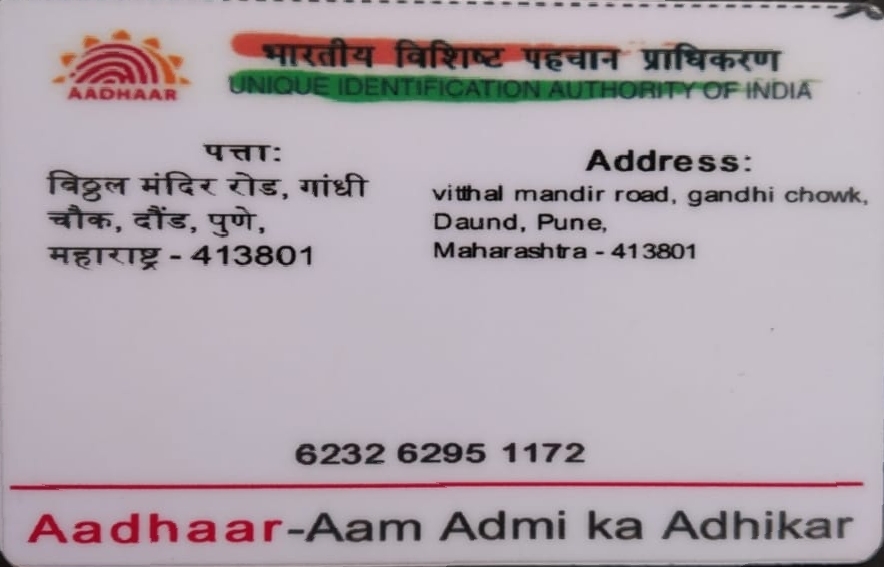 AADHAAR
भारतीय विशिष्ट पहचान प्राधिकरण
UNIQUE IDENTIFICATION AUTHORITY OF INDIA
पत्ता:
विठ्ठल मंदिर रोड, गांधी
चौक, दौंड, पुणे,
महाराष्ट्र - 413801
Address:
vitthal mandir road, gandhi chowk,
Daund, Pune,
Maharashtra - 413801
6232 6295 1172
Aadhaar-Aam Admi ka Adhikar